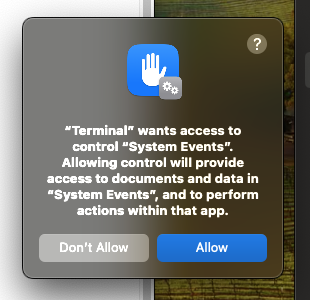 ?
“Terminal” wants access to
control “System Events”.
Allowing control will provide
access to documents and data in
“System Events”, and to perform
actions within that app.
Don’t Allow
Allow